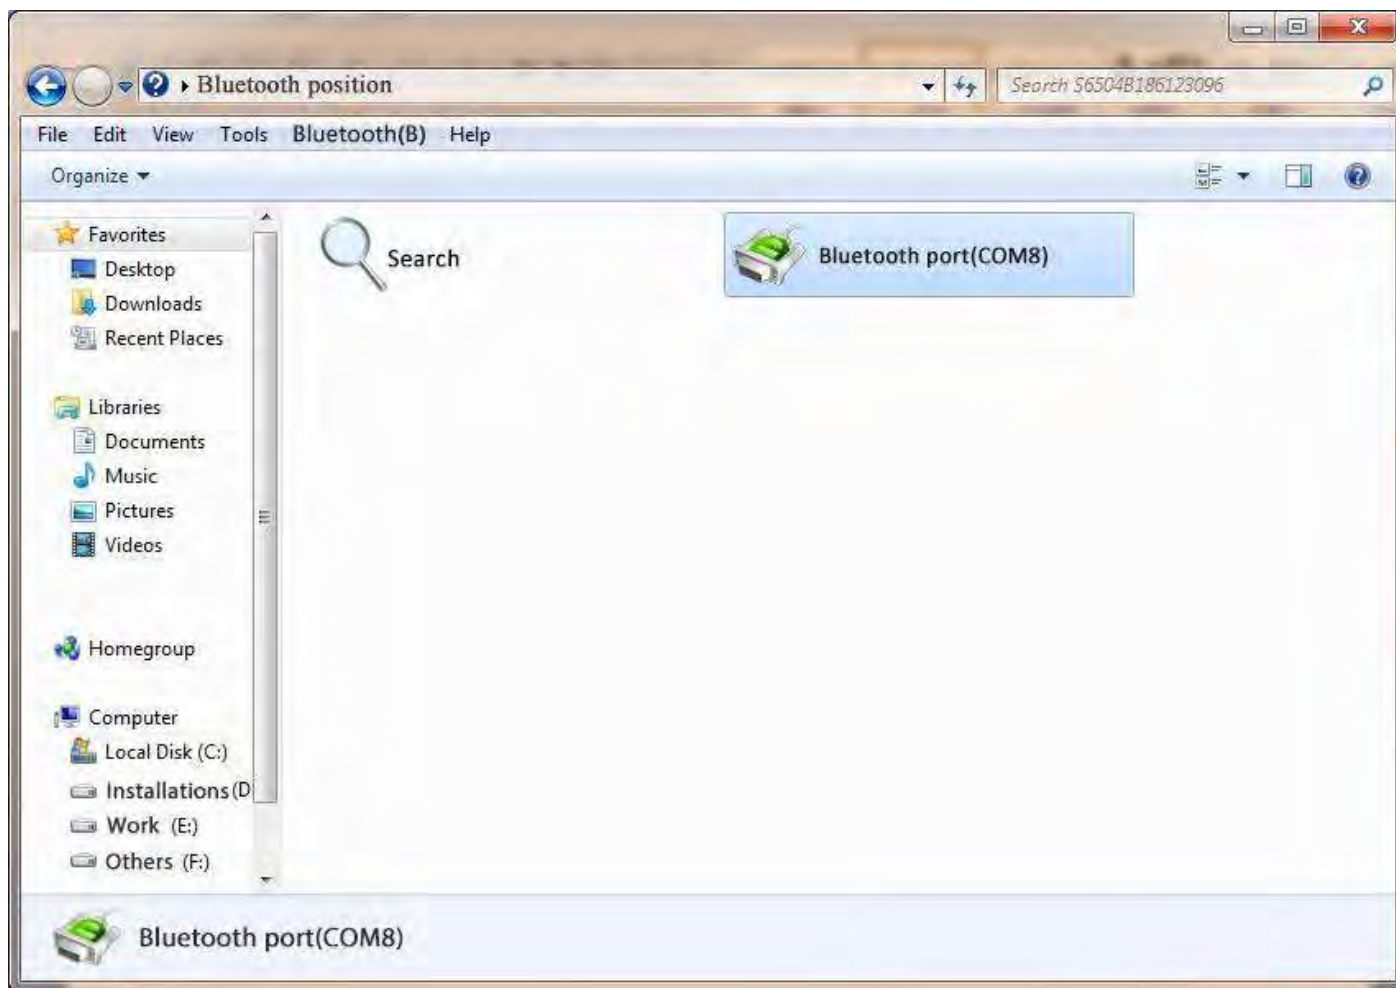 Bluetooth position
Search S6504B186123096
File Edit View Tools Bluetooth(B) Help
Organize
Favorites
Desktop
Downloads
Recent Places
Libraries
Documents
Music
Pictures
Videos
Homegroup
Computer
Local Disk (C:)
Installations(D
Work (E:)
Others (F:)
Search
Bluetooth port(COM8)
Bluetooth port(COM8)